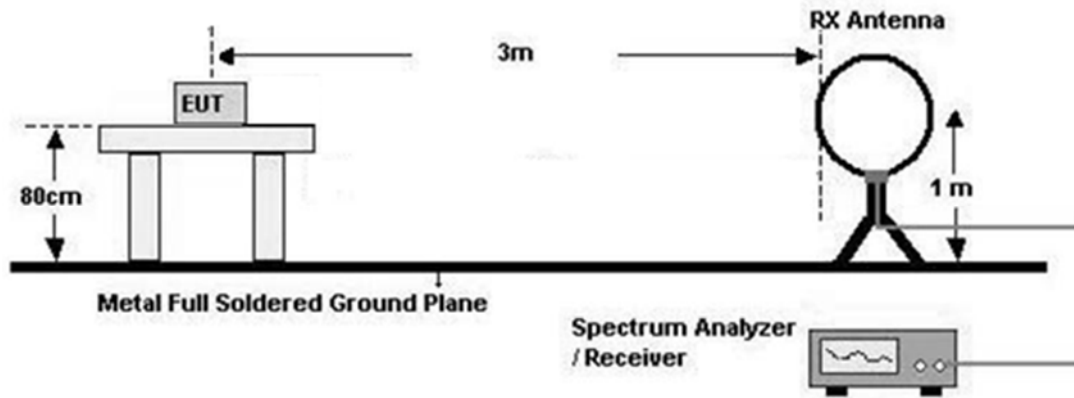 RX Antenna
3m
EUT
80cm
1 m
Metal Full Soldered Ground Plane
Spectrum Analyzer
/ Receiver